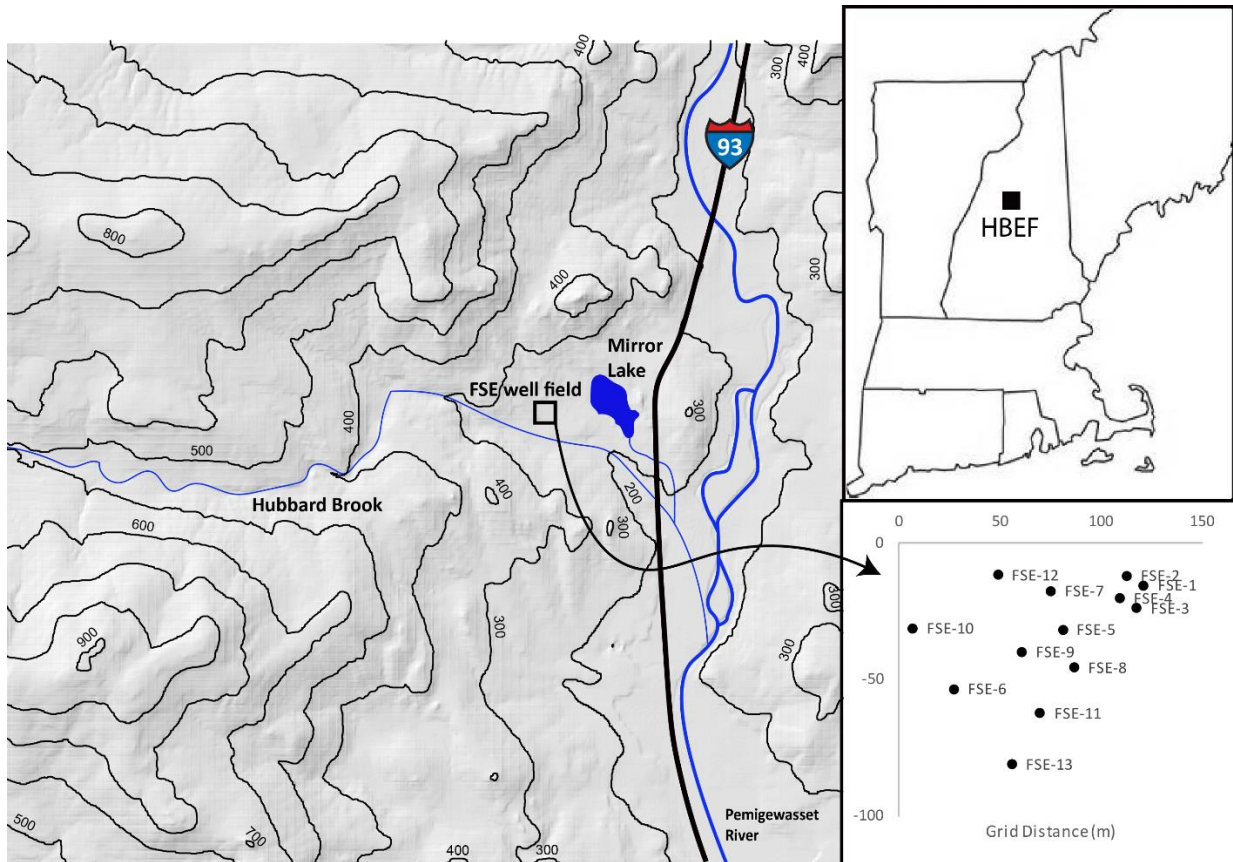 400
300
400
93
300
800
400
Mirror
Lake
FSE well field
300
400
500
Hubbard Brook
400
200
300
600
300
300
900
500
700
400
300
Pemigewasset
River
HBEF
0
50
100
150
0
FSE-12
FSE-2
FSE-1
FSE-7
FSE-4
FSE-3
FSE-10
FSE-5
FSE-9
FSE-8
-50
FSE-6
FSE-11
FSE-13
-100
Grid Distance (m)